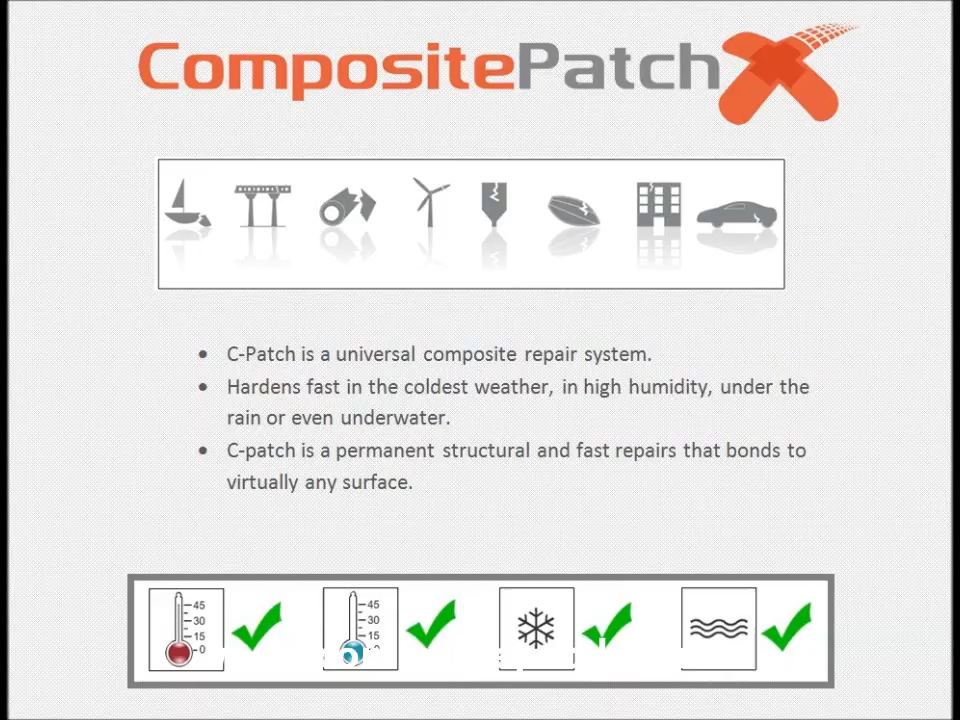 CompositePatch
• C-Patch is a universal composite repair system.
• Hardens fast in the coldest weather, in high humidity, under the
rain or even underwater.
• C-patch is a permanent structural and fast repairs that bonds to
virtually any surface.
45
30
15
0
45
30
15